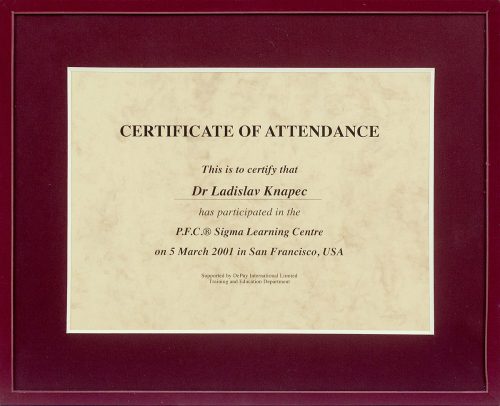 CERTIFICATE OF ATTENDANCE
This is to certify that
Dr Ladislav Knapec
has participated in the
P.F.C.® Sigma Learning Centre
on 5 March 2001 in San Francisco, USA
Supported by DePuy International Limited
Training and Education Department